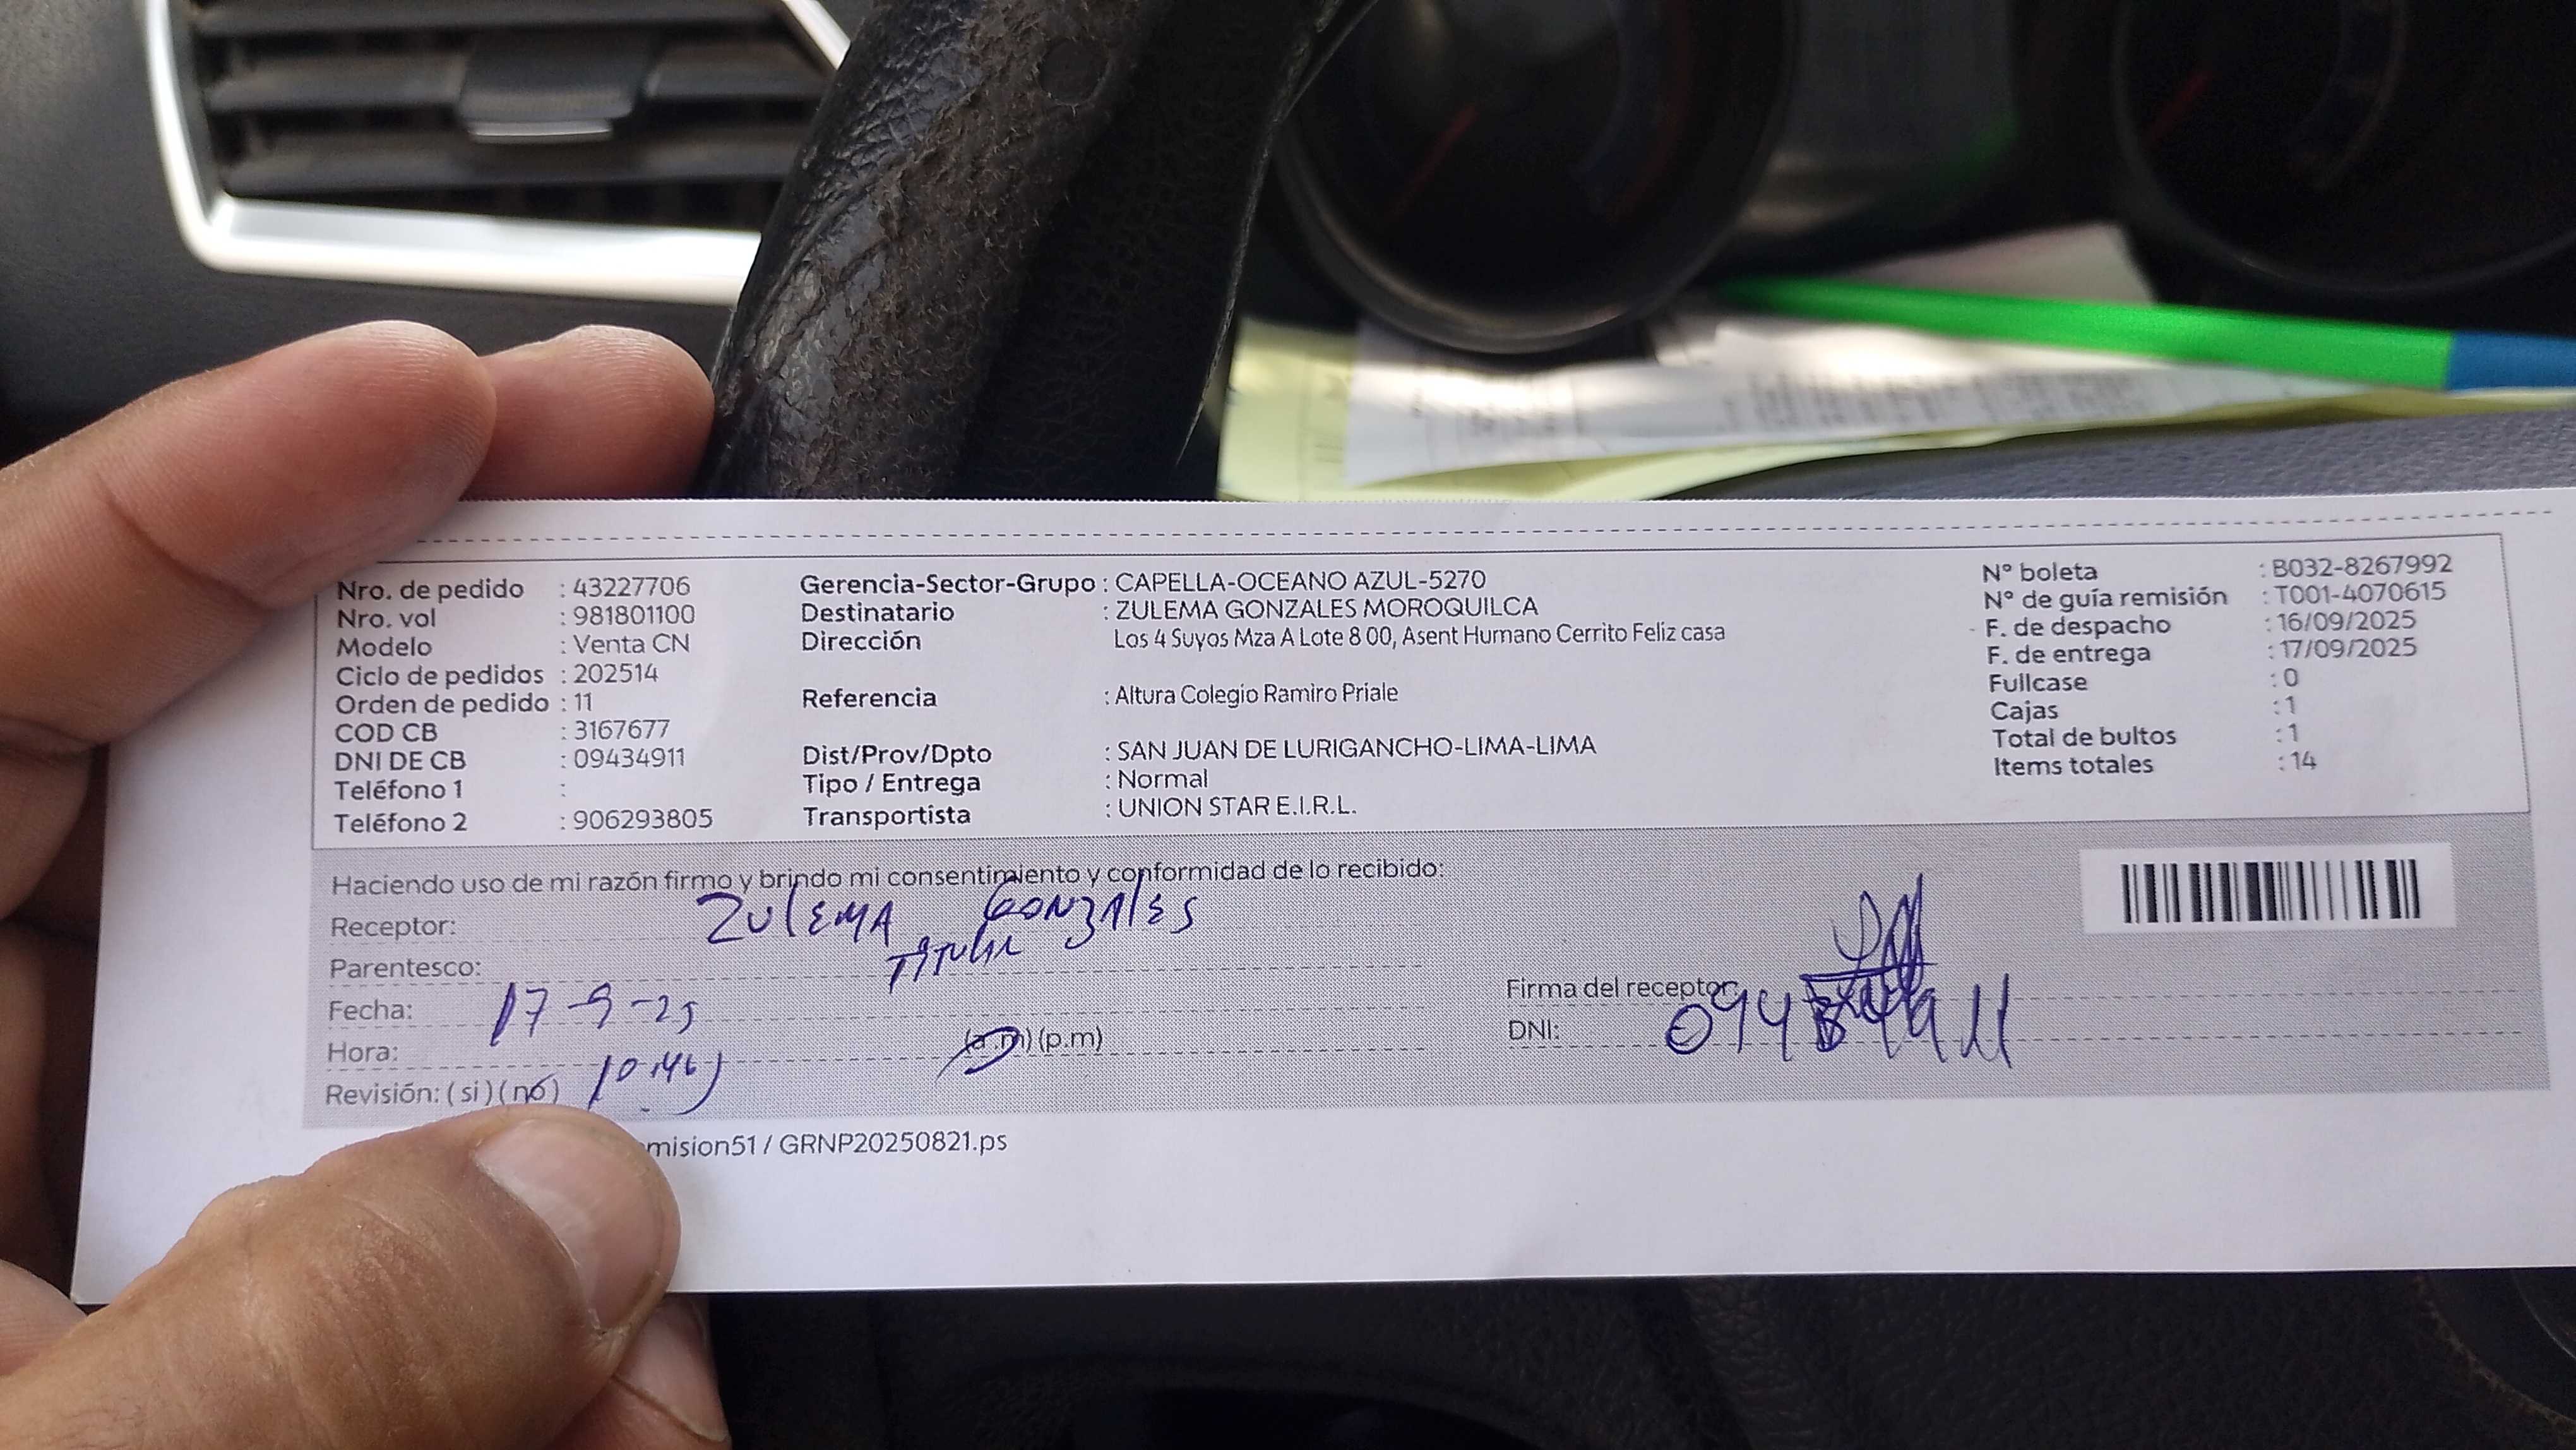 Nro. de pedido : 43227706
Nro. vol : 981801100
Modelo : Venta CN
Ciclo de pedidos : 202514
Orden de pedido : 11
COD CB : 3167677
DNI DE CB : 09434911
Teléfono 1 :
Teléfono 2 : 906293805
Gerencia-Sector-Grupo : CAPELLA-OCEANO AZUL-5270
Destinatario : ZULEMA GONZALES MOROQUILCA
Dirección Los 4 Suyos Mza A Lote 8 00, Asent Humano Cerrito Feliz casa
Referencia : Altura Colegio Ramiro Priale
Dist/Prov/Dpto : SAN JUAN DE LURIGANCHO-LIMA-LIMA
Tipo / Entrega : Normal
Transportista : UNION STAR E.I.R.L.
N° boleta : B032-8267992
N° de guía remisión : T001-4070615
F. de despacho : 16/09/2025
F. de entrega : 17/09/2025
Fullcase : 0
Cajas : 1
Total de bultos : 1
Items totales : 14
Haciendo uso de mi razón firmo y brindo mi consentimiento y conformidad de lo recibido:
Receptor: ZULEMA GONZALES
Parentesco: TITULAR
Fecha: 17-9-25
Hora: 10:46 (a.m) (p.m)
Revisión: (si) (no)
Firma del receptor:
DNI:
mision51 / GRNP20250821.ps